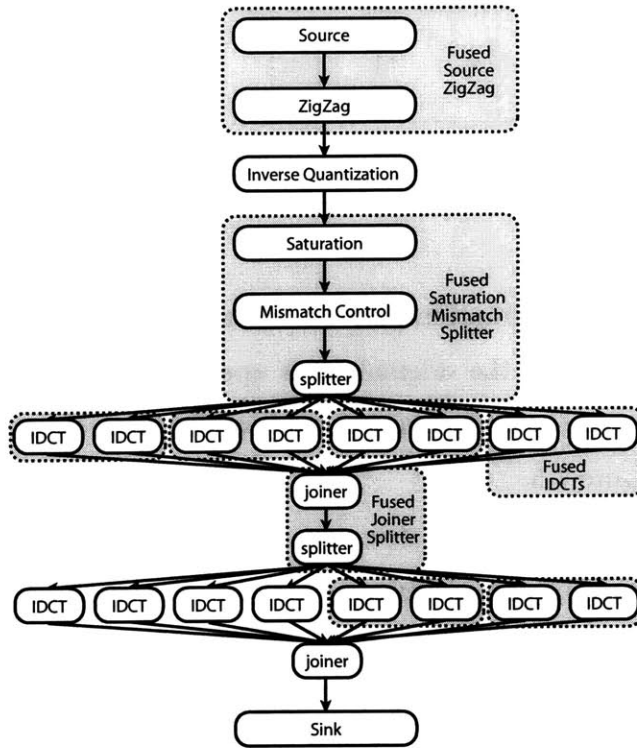 Source
Fused
Source
ZigZag
ZigZag
Inverse Quantization
Saturation
Fused
Saturation
Mismatch
Splitter
Mismatch Control
splitter
IDCT IDCT IDCT IDCT IDCT IDCT IDCT IDCT
Fused
IDCTs
joiner
Fused
Joiner
Splitter
splitter
IDCT IDCT IDCT IDCT IDCT IDCT IDCT IDCT
joiner
Sink